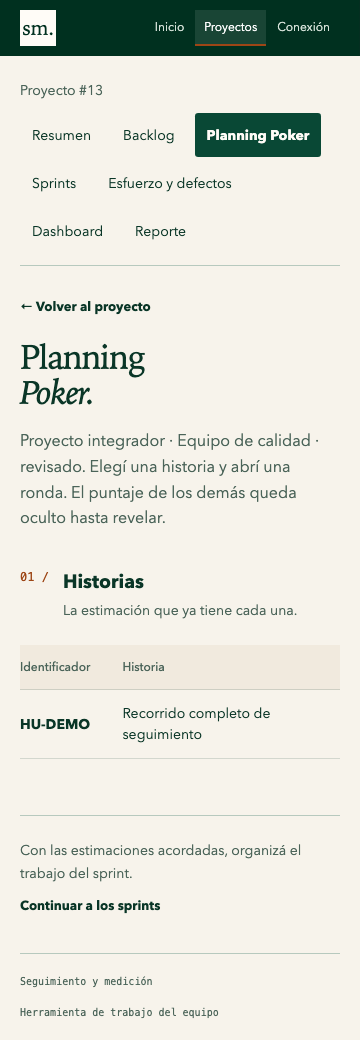 sm.
Inicio Proyectos Conexión
Proyecto #13
Resumen Backlog Planning Poker
Sprints Esfuerzo y defectos
Dashboard Reporte
← Volver al proyecto
Planning
Poker.
Proyecto integrador · Equipo de calidad ·
revisado. Elegí una historia y abrí una
ronda. El puntaje de los demás queda
oculto hasta revelar.
01 / Historias
La estimación que ya tiene cada una.
Identificador Historia
HU-DEMO Recorrido completo de
seguimiento
Con las estimaciones acordadas, organizá el
trabajo del sprint.
Continuar a los sprints
Seguimiento y medición
Herramienta de trabajo del equipo